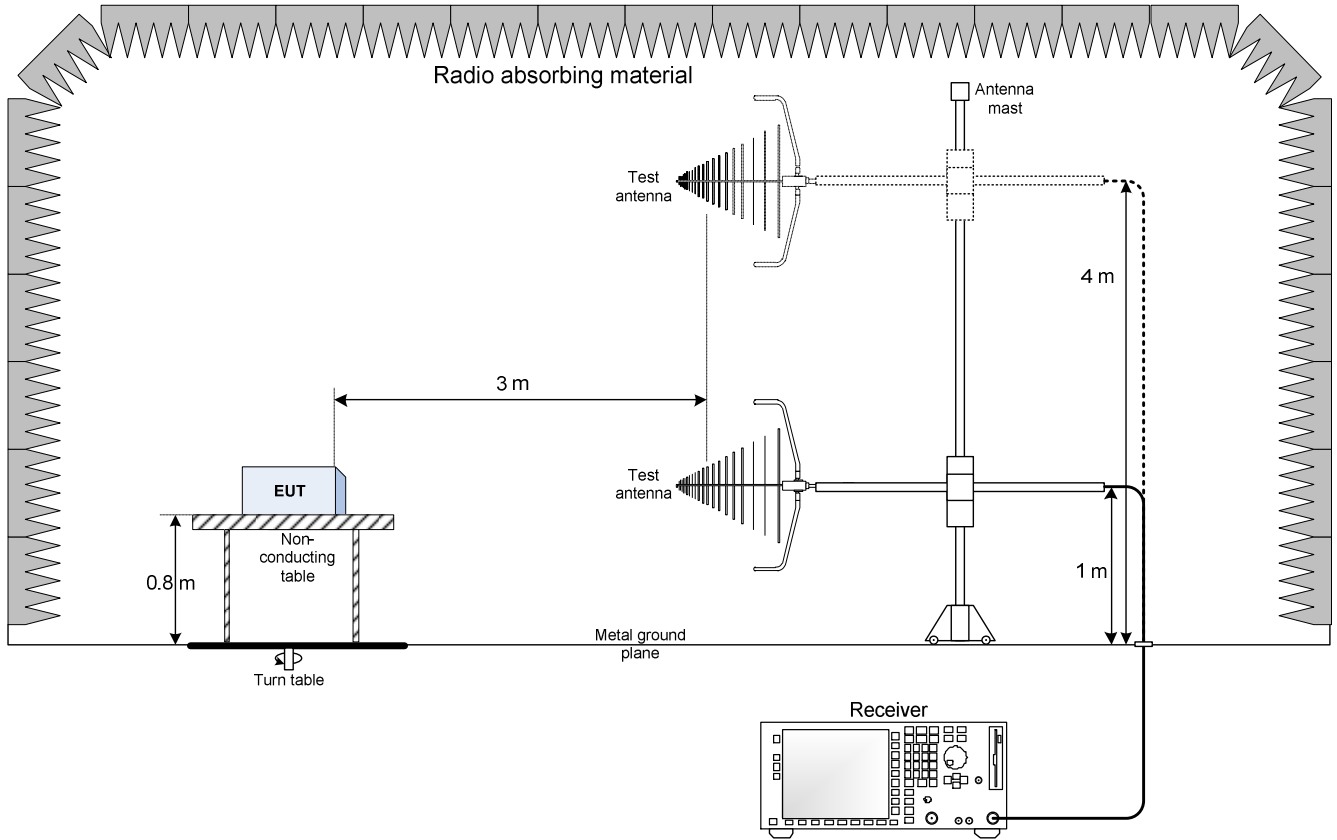 Radio absorbing material
Antenna
mast
Test
antenna
4 m
3 m
Test
antenna
EUT
Non-
conducting
table
0.8 m
1 m
Metal ground
plane
Turn table
Receiver